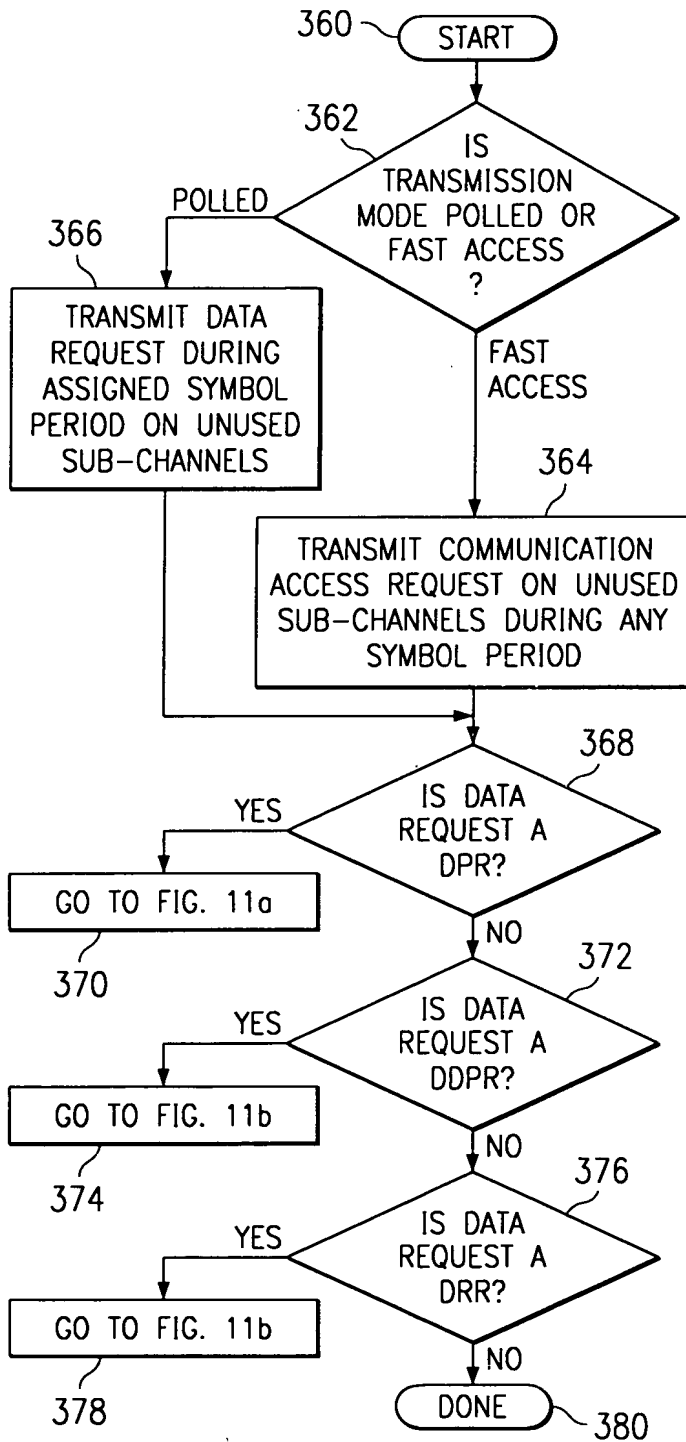 360
START
362
IS
TRANSMISSION
MODE POLLED OR
FAST ACCESS
?
POLLED
366
TRANSMIT DATA
REQUEST DURING
ASSIGNED SYMBOL
PERIOD ON UNUSED
SUB-CHANNELS
FAST
ACCESS
364
TRANSMIT COMMUNICATION
ACCESS REQUEST ON UNUSED
SUB-CHANNELS DURING ANY
SYMBOL PERIOD
368
IS DATA
REQUEST A
DPR?
YES
GO TO FIG. 11a
370
NO
372
IS DATA
REQUEST A
DDPR?
YES
GO TO FIG. 11b
374
NO
376
IS DATA
REQUEST A
DRR?
YES
GO TO FIG. 11b
378
NO
DONE
380